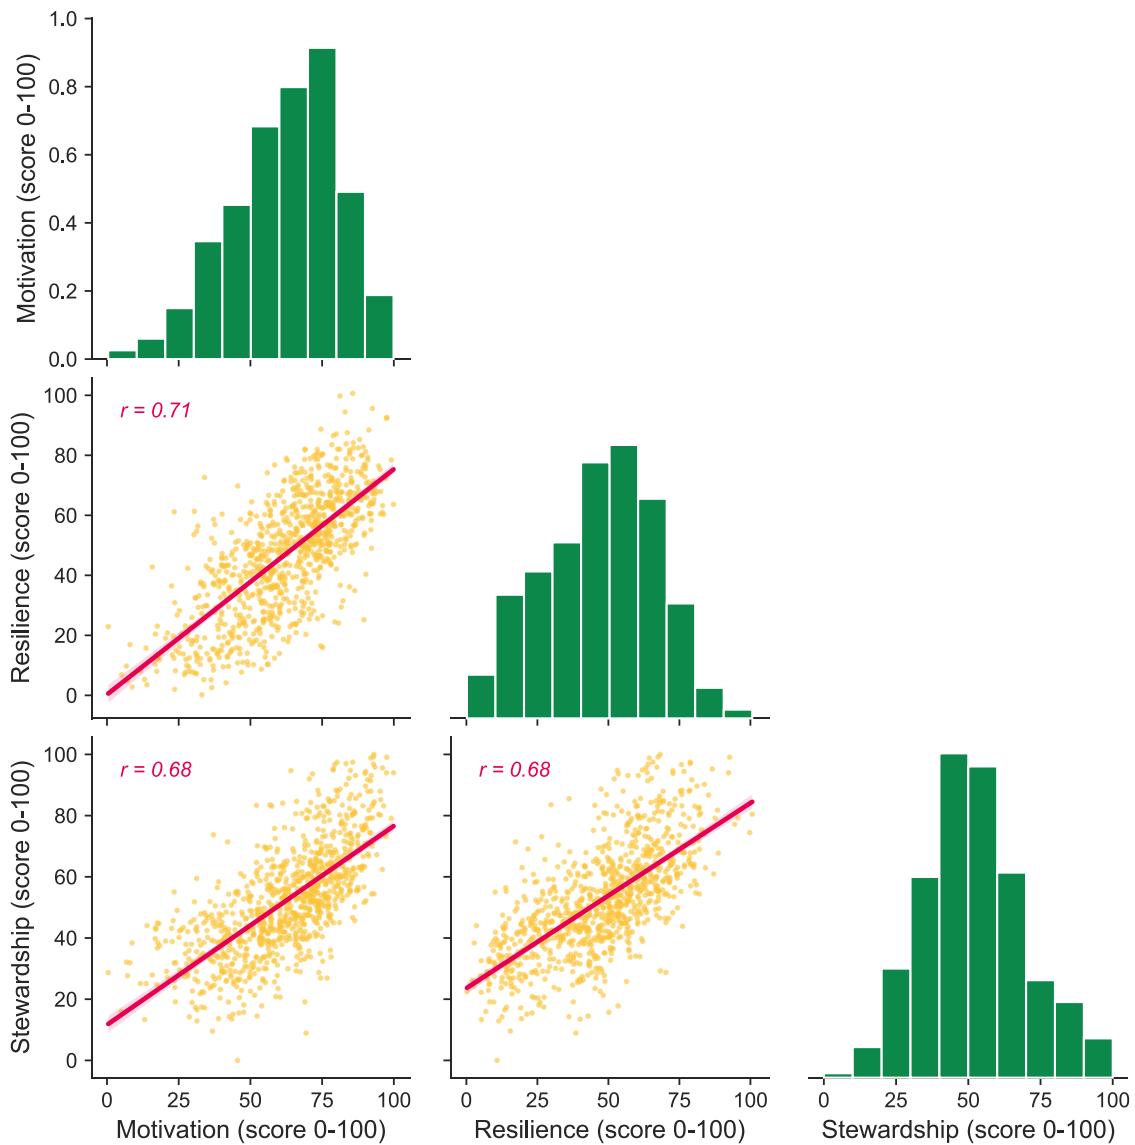 1.0
0.8
0.6
0.4
0.2
0.0
Motivation (score 0-100)
r = 0.71
100
80
60
40
20
0
Resilience (score 0-100)
r = 0.68
r = 0.68
100
80
60
40
20
0
Stewardship (score 0-100)
0 25 50 75 100
0 25 50 75 100
0 25 50 75 100
Motivation (score 0-100)
Resilience (score 0-100)
Stewardship (score 0-100)